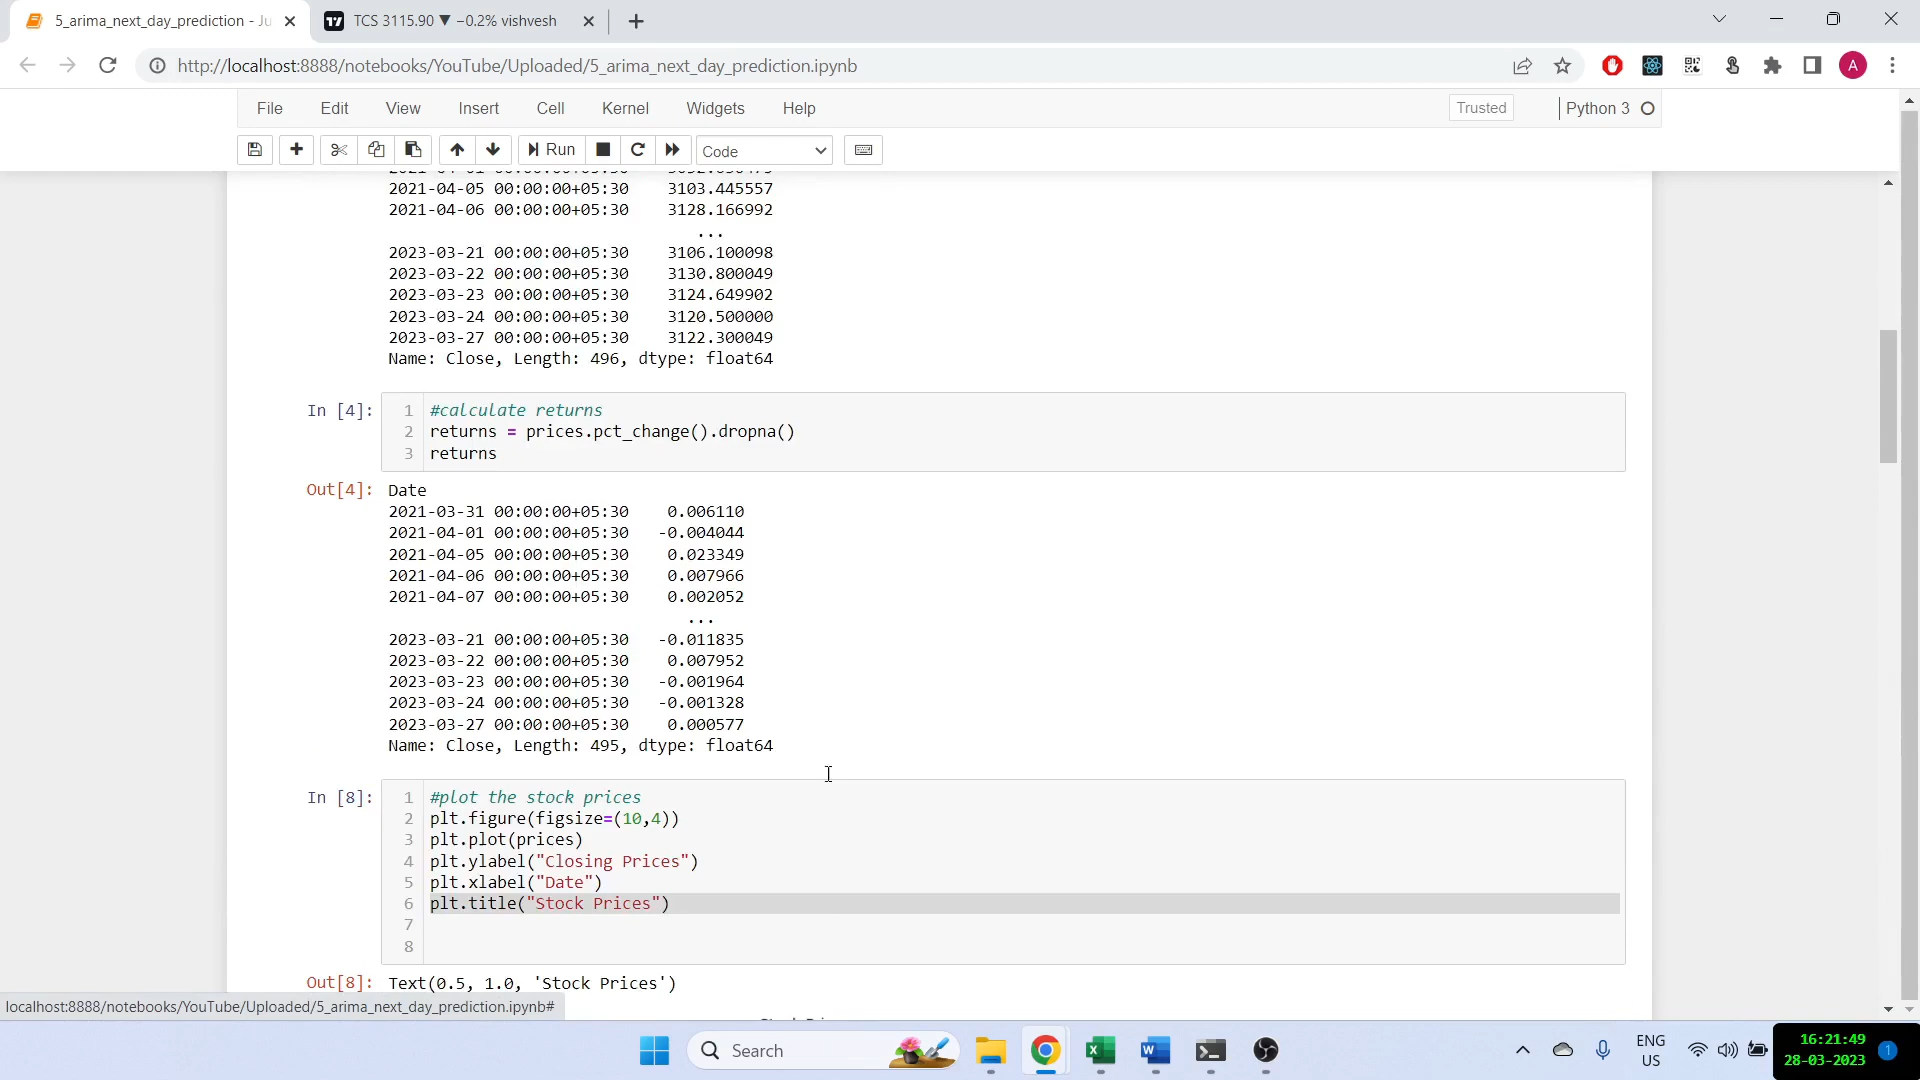 5_arima_next_day_prediction - Ju
TCS 3115.90 ▼ −0.2% vishvesh
http://localhost:8888/notebooks/YouTube/Uploaded/5_arima_next_day_prediction.ipynb
A
File Edit View Insert Cell Kernel Widgets Help
Trusted
Python 3
Run
Code
2021-04-05 00:00:00+05:30 3103.445557
2021-04-06 00:00:00+05:30 3128.166992
...
2023-03-21 00:00:00+05:30 3106.100098
2023-03-22 00:00:00+05:30 3130.800049
2023-03-23 00:00:00+05:30 3124.649902
2023-03-24 00:00:00+05:30 3120.500000
2023-03-27 00:00:00+05:30 3122.300049
Name: Close, Length: 496, dtype: float64
In [4]:
1 #calculate returns
2 returns = prices.pct_change().dropna()
3 returns
Out[4]: Date
2021-03-31 00:00:00+05:30 0.006110
2021-04-01 00:00:00+05:30 -0.004044
2021-04-05 00:00:00+05:30 0.023349
2021-04-06 00:00:00+05:30 0.007966
2021-04-07 00:00:00+05:30 0.002052
...
2023-03-21 00:00:00+05:30 -0.011835
2023-03-22 00:00:00+05:30 0.007952
2023-03-23 00:00:00+05:30 -0.001964
2023-03-24 00:00:00+05:30 -0.001328
2023-03-27 00:00:00+05:30 0.000577
Name: Close, Length: 495, dtype: float64
In [8]:
1 #plot the stock prices
2 plt.figure(figsize=(10,4))
3 plt.plot(prices)
4 plt.ylabel("Closing Prices")
5 plt.xlabel("Date")
6 plt.title("Stock Prices")
7
8
Out[8]: Text(0.5, 1.0, 'Stock Prices')
localhost:8888/notebooks/YouTube/Uploaded/5_arima_next_day_prediction.ipynb#
Search
ENG
US
16:21:49
28-03-2023
1